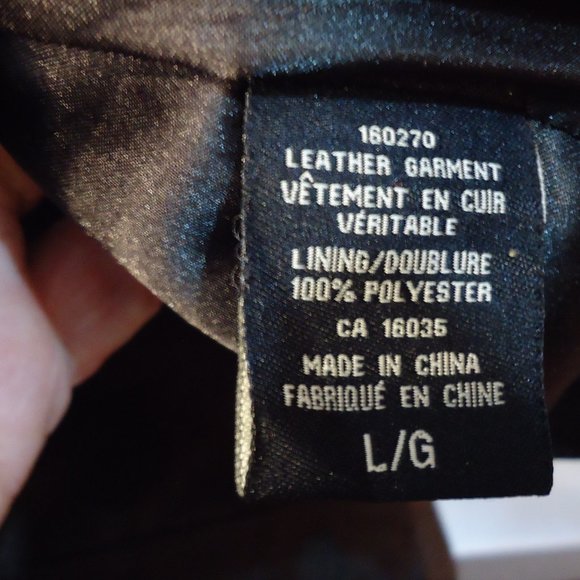 160270
LEATHER GARMENT
VÊTEMENT EN CUIR
VÉRITABLE
LINING/DOUBLURE
100% POLYESTER
CA 16035
MADE IN CHINA
FABRIQUÉ EN CHINE
L/G